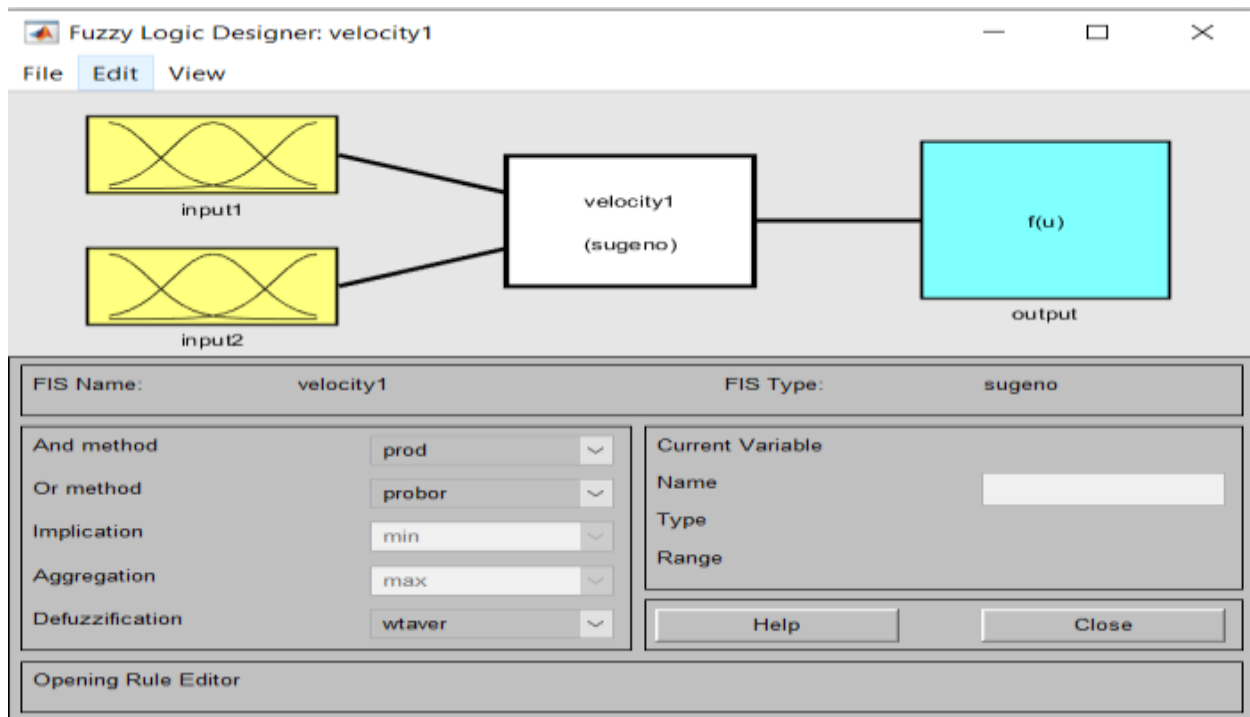 Fuzzy Logic Designer: velocity1
File Edit View
input1
input2
velocity1
(sugeno)
f(u)
output
FIS Name: velocity1 FIS Type: sugeno
And method prod
Or method probor
Implication min
Aggregation max
Defuzzification wtaver
Current Variable
Name
Type
Range
Help Close
Opening Rule Editor